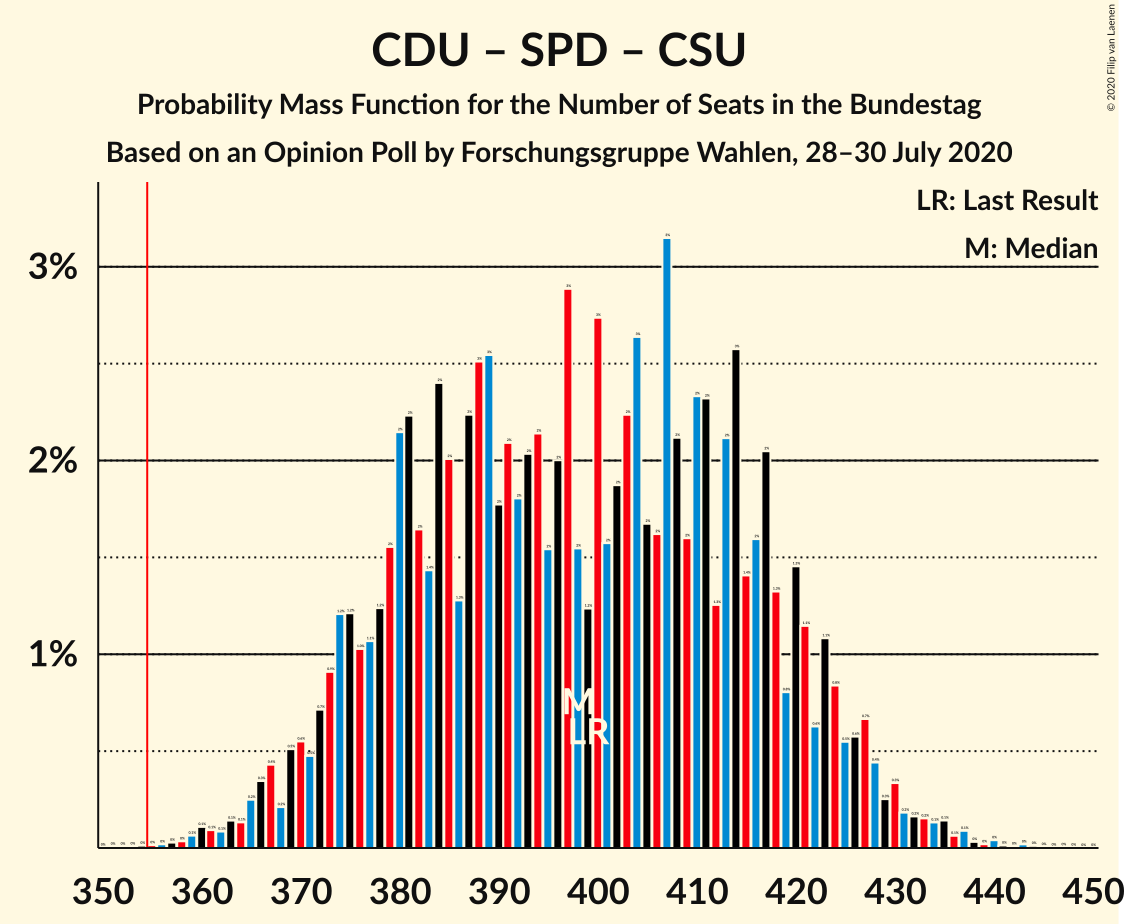 CDU – SPD – CSU
Probability Mass Function for the Number of Seats in the Bundestag
Based on an Opinion Poll by Forschungsgruppe Wahlen, 28–30 July 2020
© 2020 Filip van Laenen
LR: Last Result
M: Median
3%
2%
1%
M
LR
350 360 370 380 390 400 410 420 430 440 450